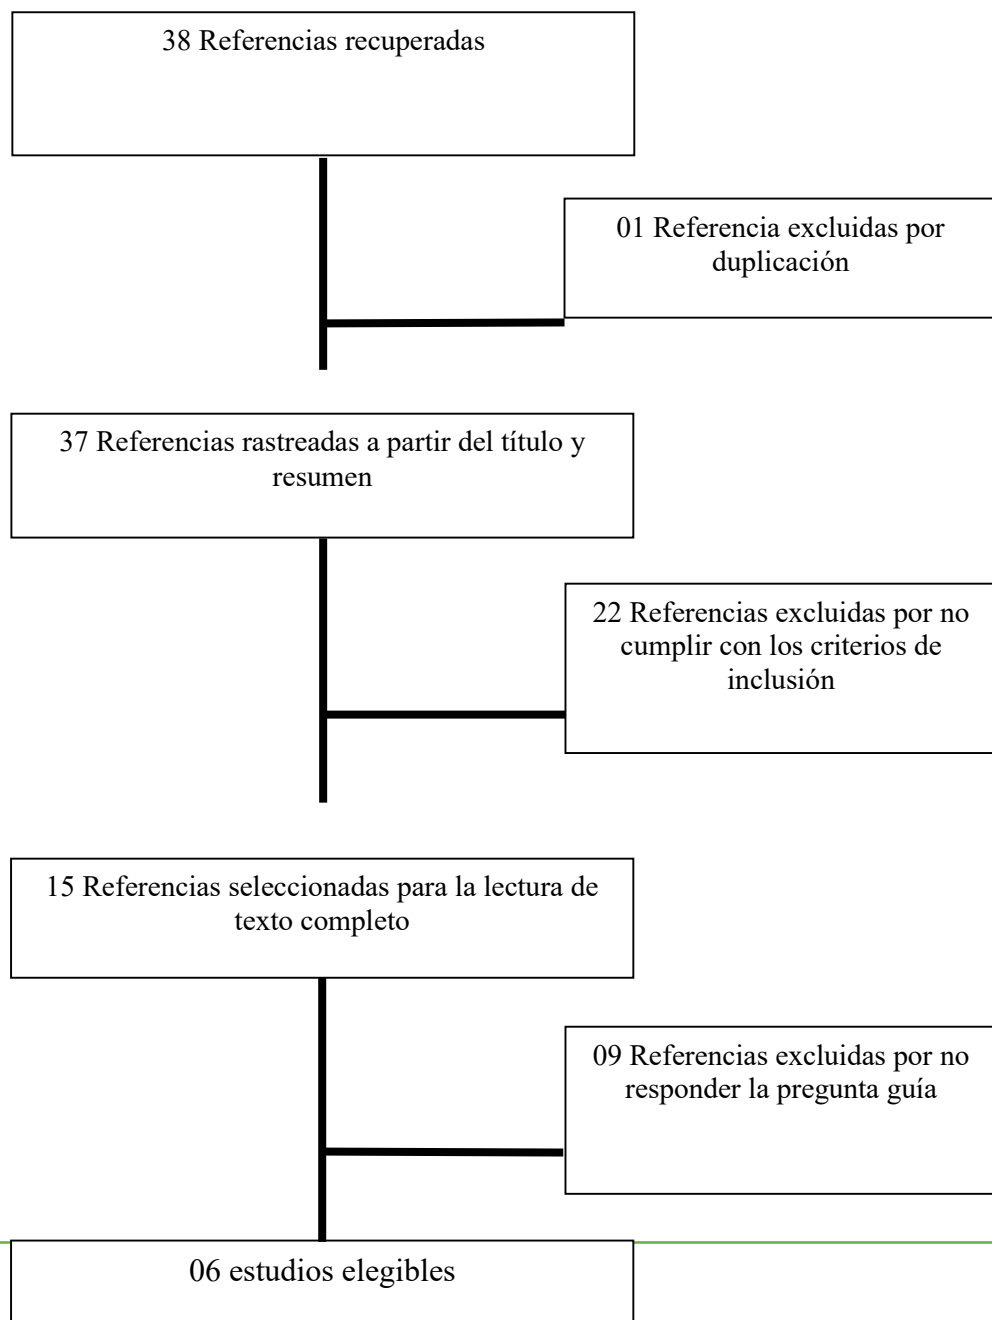 38 Referencias recuperadas
01 Referencia excluidas por
duplicación
37 Referencias rastreadas a partir del título y
resumen
22 Referencias excluidas por no
cumplir con los criterios de
inclusión
15 Referencias seleccionadas para la lectura de
texto completo
09 Referencias excluidas por no
responder la pregunta guía
06 estudios elegibles